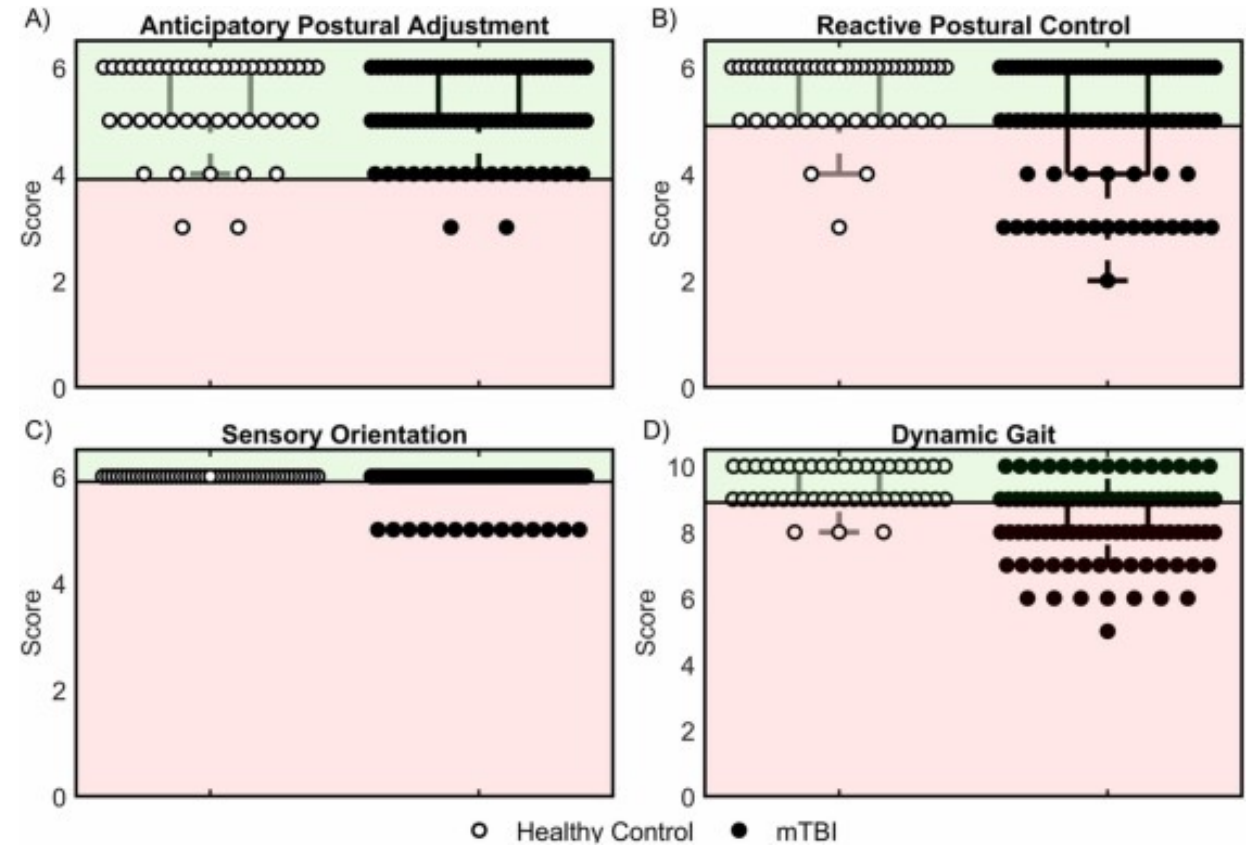 A) Anticipatory Postural Adjustment
6
4
2
0
Score
B) Reactive Postural Control
6
4
2
0
Score
C) Sensory Orientation
6
4
2
0
Score
D) Dynamic Gait
10
8
6
4
2
0
Score
Healthy Control mTBI